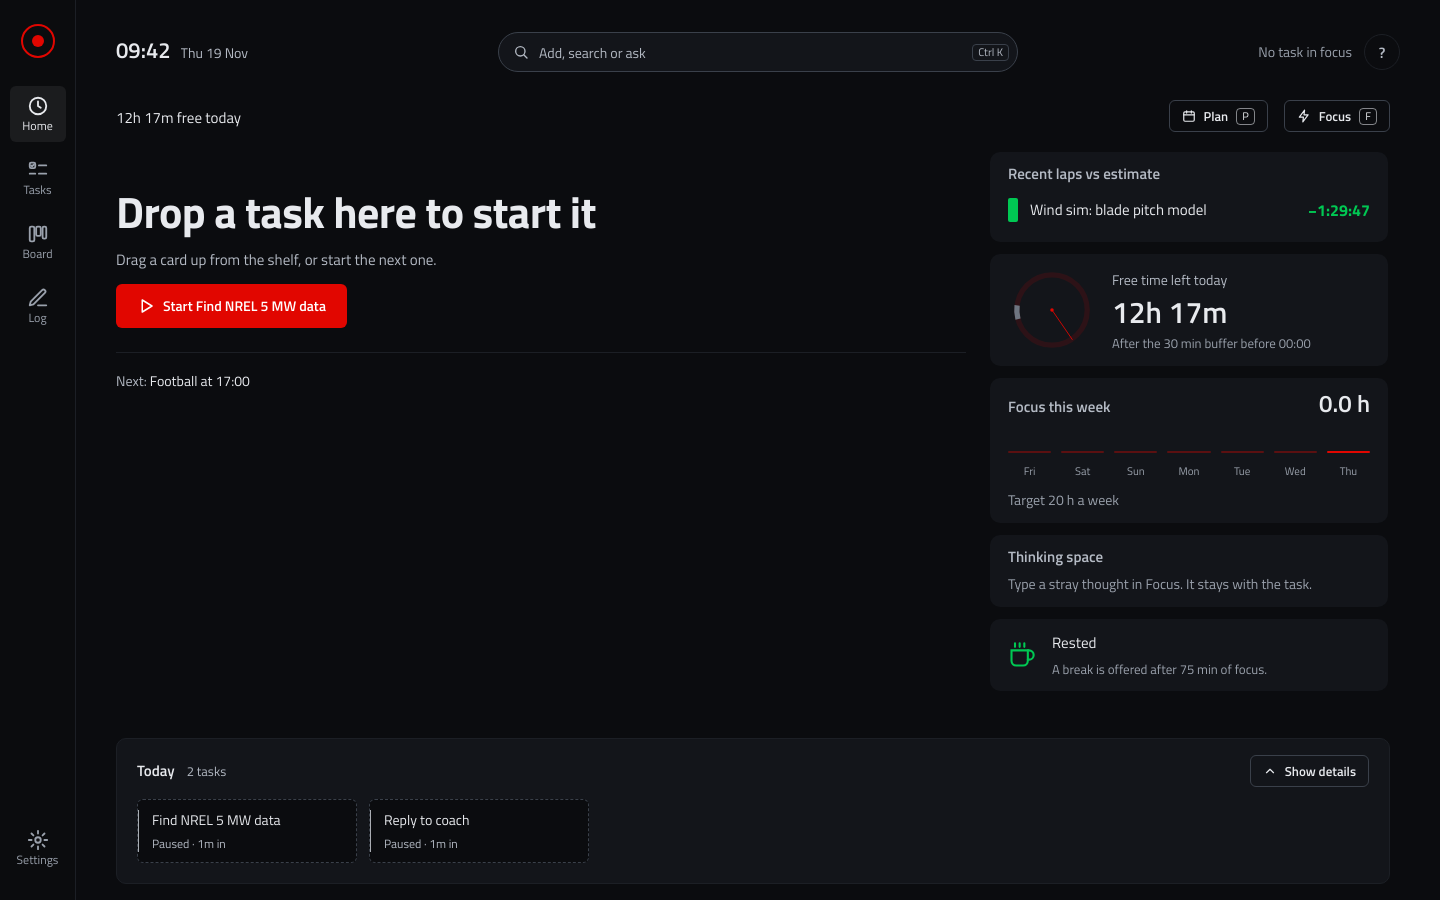 09:42 Thu 19 Nov
Add, search or ask Ctrl K
No task in focus ?
Home
Tasks
Board
Log
Settings
12h 17m free today
Plan P
Focus F
Drop a task here to start it
Drag a card up from the shelf, or start the next one.
Start Find NREL 5 MW data
Next: Football at 17:00
Recent laps vs estimate
Wind sim: blade pitch model −1:29:47
Free time left today
12h 17m
After the 30 min buffer before 00:00
Focus this week 0.0 h
Fri Sat Sun Mon Tue Wed Thu
Target 20 h a week
Thinking space
Type a stray thought in Focus. It stays with the task.
Rested
A break is offered after 75 min of focus.
Today 2 tasks
Show details
Find NREL 5 MW data
Paused · 1m in
Reply to coach
Paused · 1m in